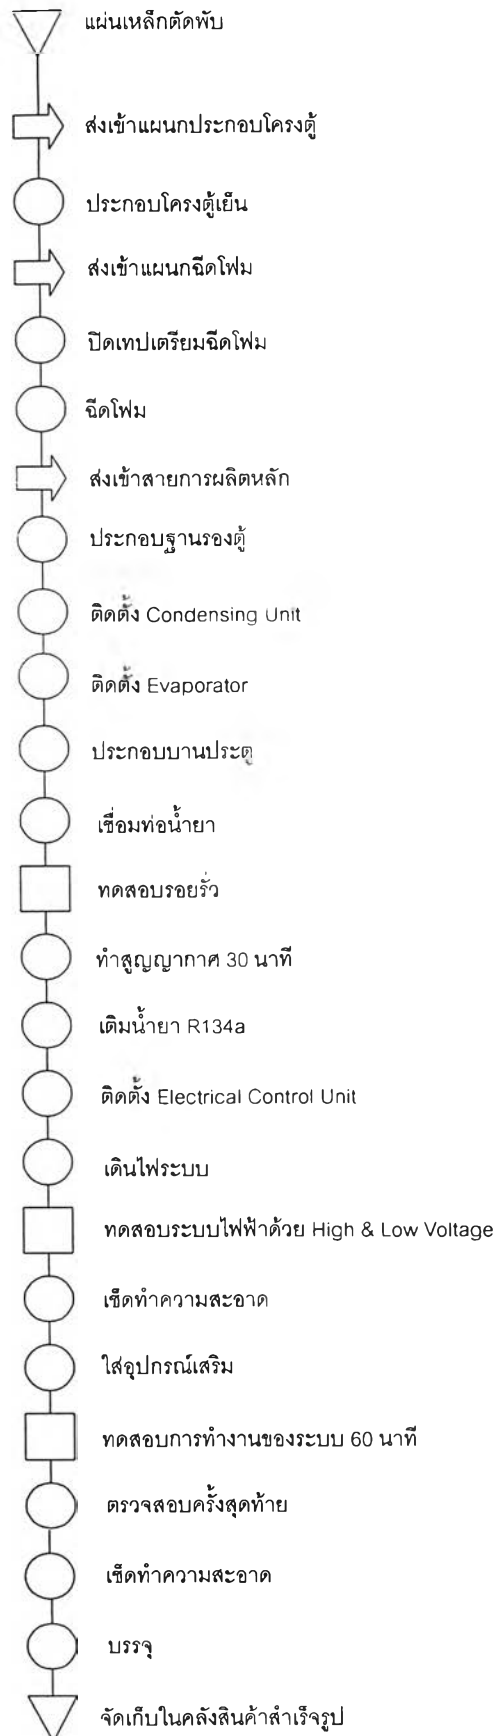 แผ่นเหล็กตัดพับ
ส่งเข้าแผนกประกอบโครงตู้
ประกอบโครงตู้เย็น
ส่งเข้าแผนกฉีดโฟม
ปิดเทปเตรียมฉีดโฟม
ฉีดโฟม
ส่งเข้าสายการผลิตหลัก
ประกอบฐานรองตู้
ติดตั้ง Condensing Unit
ติดตั้ง Evaporator
ประกอบบานประตู
เชื่อมท่อน้ำยา
ทดสอบรอยรั่ว
ทำสูญญากาศ 30 นาที
เติมน้ำยา R134a
ติดตั้ง Electrical Control Unit
เดินไฟระบบ
ทดสอบระบบไฟฟ้าด้วย High & Low Voltage
เช็ดทำความสะอาด
ใส่อุปกรณ์เสริม
ทดสอบการทำงานของระบบ 60 นาที
ตรวจสอบครั้งสุดท้าย
เช็ดทำความสะอาด
บรรจุ
จัดเก็บในคลังสินค้าสำเร็จรูป